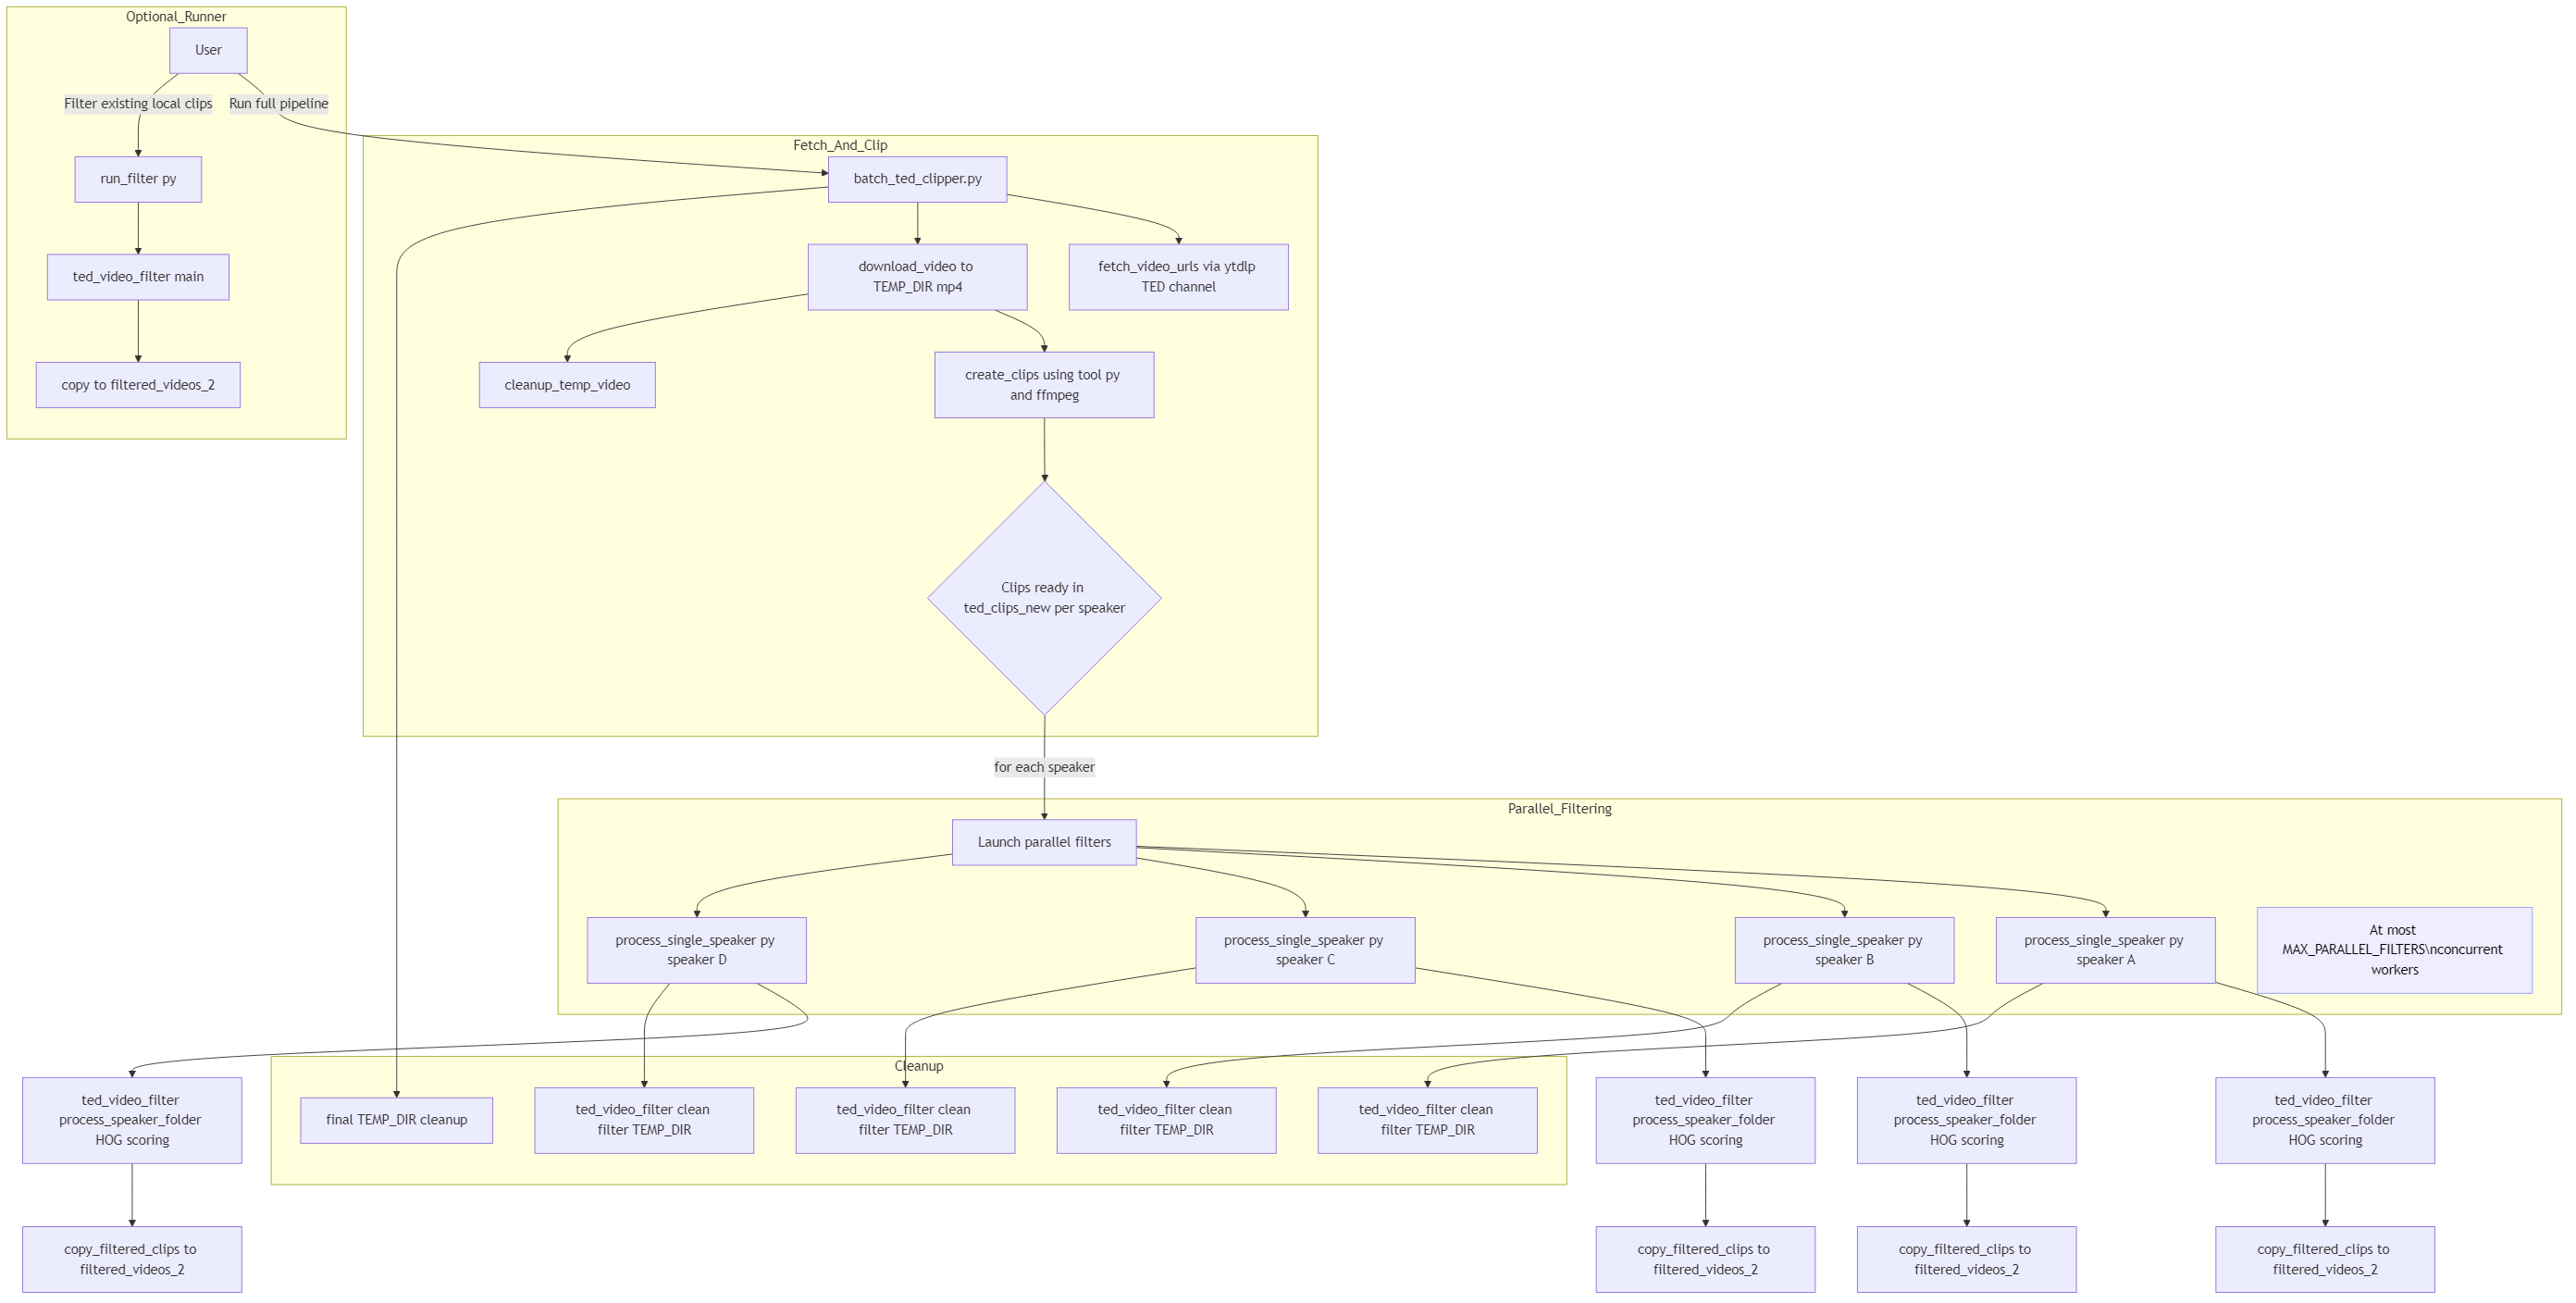 Optional_Runner
User
Filter existing local clips
Run full pipeline
run_filter py
ted_video_filter main
copy to filtered_videos_2
Fetch_And_Clip
batch_ted_clipper.py
download_video to
TEMP_DIR mp4
fetch_video_urls via ytdlp
TED channel
cleanup_temp_video
create_clips using tool py
and ffmpeg
Clips ready in
ted_clips_new per speaker
for each speaker
Parallel_Filtering
Launch parallel filters
process_single_speaker py
speaker D
process_single_speaker py
speaker C
process_single_speaker py
speaker B
process_single_speaker py
speaker A
At most
MAX_PARALLEL_FILTERS\nconcurrent
workers
Cleanup
ted_video_filter
process_speaker_folder
HOG scoring
final TEMP_DIR cleanup
ted_video_filter clean
filter TEMP_DIR
ted_video_filter clean
filter TEMP_DIR
ted_video_filter clean
filter TEMP_DIR
ted_video_filter clean
filter TEMP_DIR
ted_video_filter
process_speaker_folder
HOG scoring
ted_video_filter
process_speaker_folder
HOG scoring
ted_video_filter
process_speaker_folder
HOG scoring
copy_filtered_clips to
filtered_videos_2
copy_filtered_clips to
filtered_videos_2
copy_filtered_clips to
filtered_videos_2
copy_filtered_clips to
filtered_videos_2